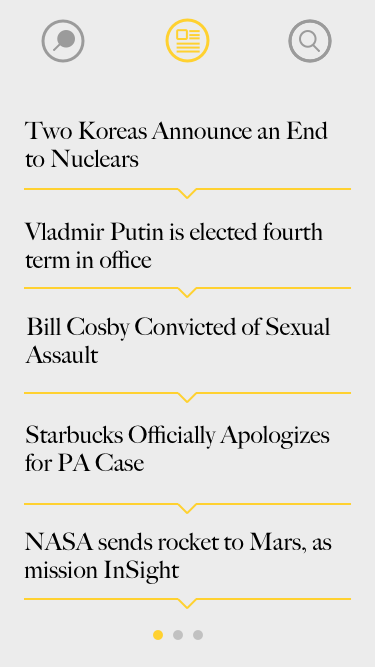 Two Koreas Announce an End
to Nuclears
Vladmir Putin is elected fourth
term in office
Bill Cosby Convicted of Sexual
Assault
Starbucks Officially Apologizes
for PA Case
NASA sends rocket to Mars, as
mission InSight